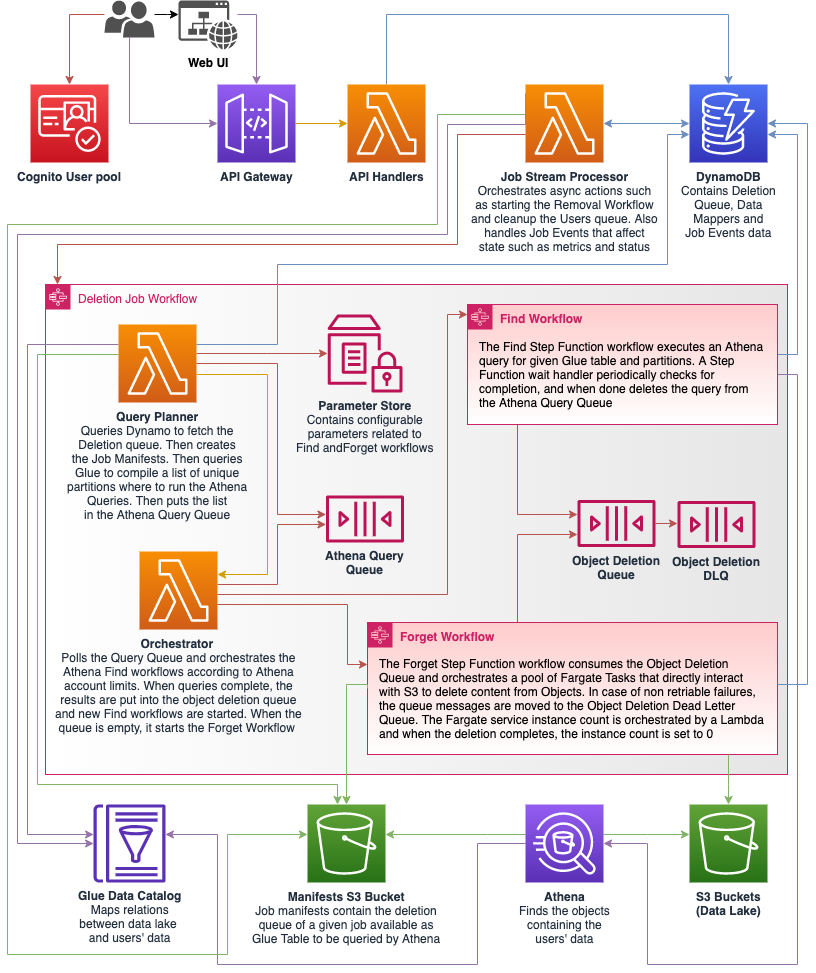 Web UI
</>
Cognito User pool
API Gateway
API Handlers
Job Stream Processor
Orchestrates async actions such
as starting the Removal Workflow
and cleanup the Users queue. Also
handles Job Events that affect
state such as metrics and status
DynamoDB
Contains Deletion
Queue, Data
Mappers and
Job Events data
Deletion Job Workflow
Query Planner
Queries Dynamo to fetch the
Deletion queue. Then creates
the Job Manifests. Then queries
Glue to compile a list of unique
partitions where to run the Athena
Queries. Then puts the list
in the Athena Query Queue
Parameter Store
Contains configurable
parameters related to
Find andForget workflows
Find Workflow
The Find Step Function workflow executes an Athena
query for given Glue table and partitions. A Step
Function wait handler periodically checks for
completion, and when done deletes the query from
the Athena Query Queue
Athena Query
Queue
Object Deletion
Queue
Object Deletion
DLQ
Orchestrator
Polls the Query Queue and orchestrates the
Athena Find workflows according to Athena
account limits. When queries complete, the
results are put into the object deletion queue
and new Find workflows are started. When the
queue is empty, it starts the Forget Workflow
Forget Workflow
The Forget Step Function workflow consumes the Object Deletion
Queue and orchestrates a pool of Fargate Tasks that directly interact
with S3 to delete content from Objects. In case of non retriable failures,
the queue messages are moved to the Object Deletion Dead Letter
Queue. The Fargate service instance count is orchestrated by a Lambda
and when the deletion completes, the instance count is set to 0
Glue Data Catalog
Maps relations
between data lake
and users' data
Manifests S3 Bucket
Job manifests contain the deletion
queue of a given job available as
Glue Table to be queried by Athena
Athena
Finds the objects
containing the
users' data
S3 Buckets
(Data Lake)